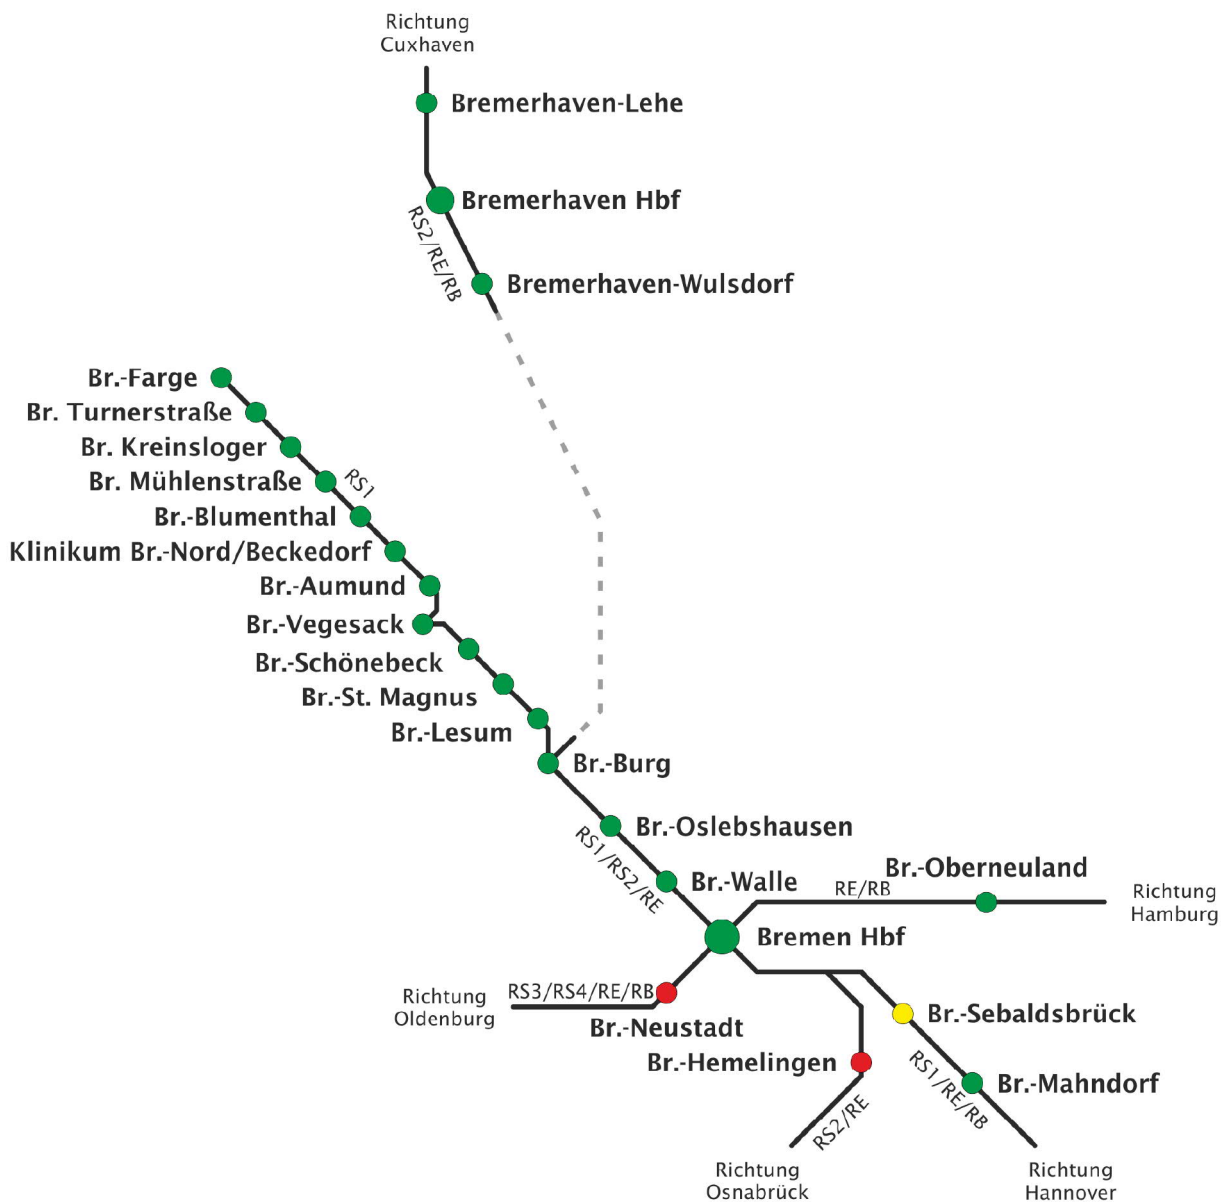 Richtung
Cuxhaven
Bremerhaven-Lehe
Bremerhaven Hbf
RS2/RE/RB
Bremerhaven-Wulsdorf
Br.-Farge
Br. Turnerstraße
Br. Kreinsloger
Br. Mühlenstraße
RS1
Br.-Blumenthal
Klinikum Br.-Nord/Beckedorf
Br.-Aumund
Br.-Vegesack
Br.-Schönebeck
Br.-St. Magnus
Br.-Lesum
Br.-Burg
Br.-Oslebshausen
RS1/RS2/RE
Br.-Walle
Br.-Oberneuland
RE/RB
Richtung
Hamburg
Bremen Hbf
RS3/RS4/RE/RB
Richtung
Oldenburg
Br.-Neustadt
Br.-Sebaldsbrück
Br.-Hemelingen
RS1/RE/RB
Br.-Mahndorf
RS2/RE
Richtung
Osnabrück
Richtung
Hannover